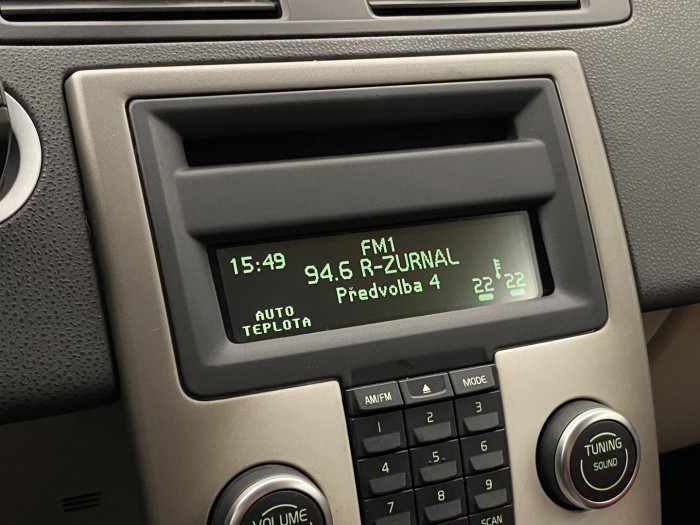 FM1
15:49
94.6 R-ZURNAL
Předvolba 4
22 22
AUTO
TEPLOTA
AM/FM
MODE
1 2 3
4 5 6
7 8 9
SCAN
VOLUME
TUNING
SOUND